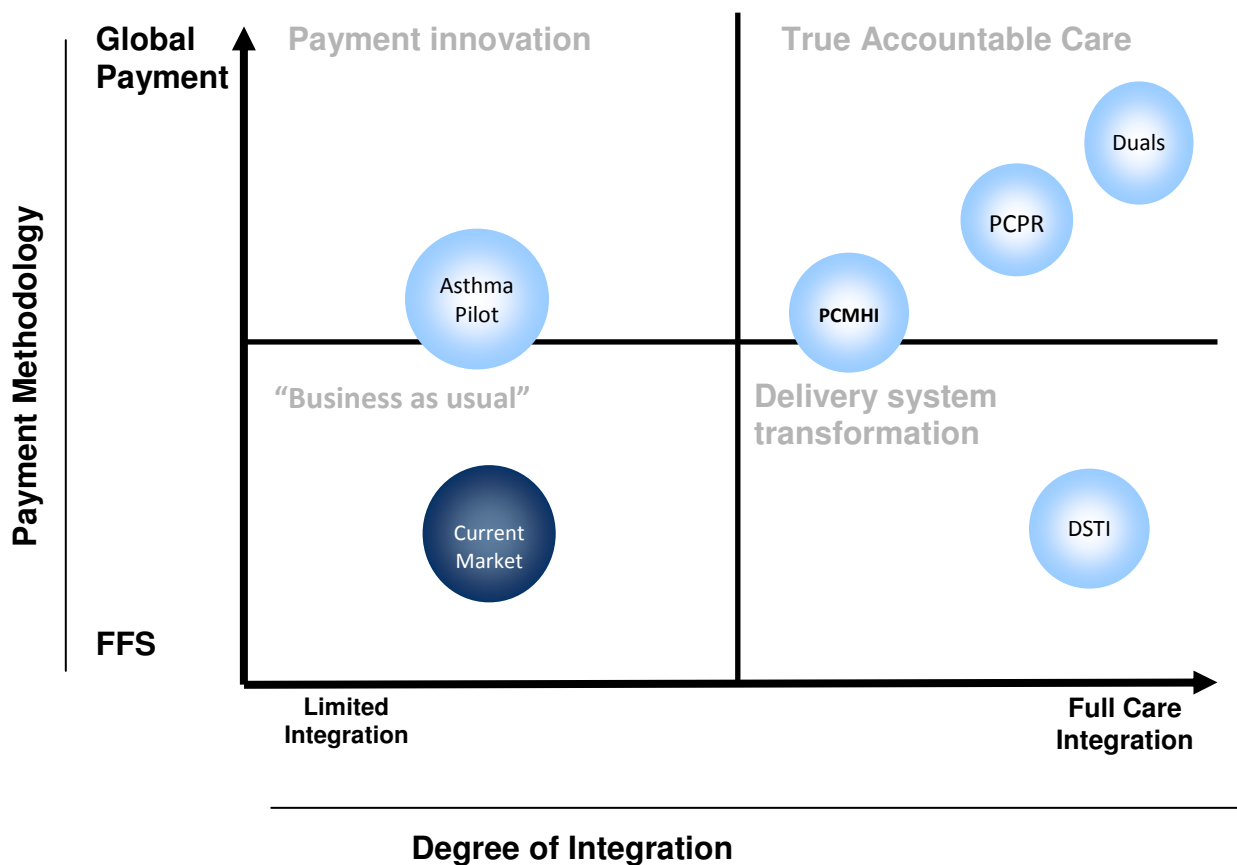 Global
Payment
Payment innovation
True Accountable Care
Duals
PCPR
Asthma
Pilot
PCMHI
Payment Methodology
“Business as usual”
Delivery system
transformation
Current
Market
DSTI
FFS
Limited
Integration
Full Care
Integration
Degree of Integration